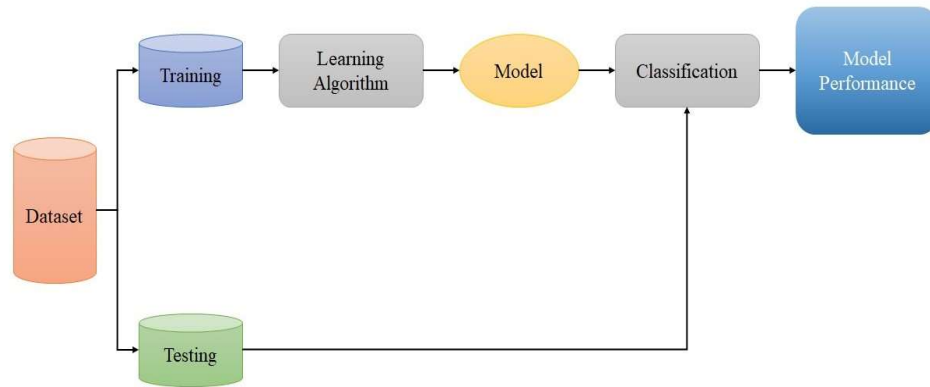 Training
Learning
Algorithm
Model
Classification
Model
Performance
Dataset
Testing